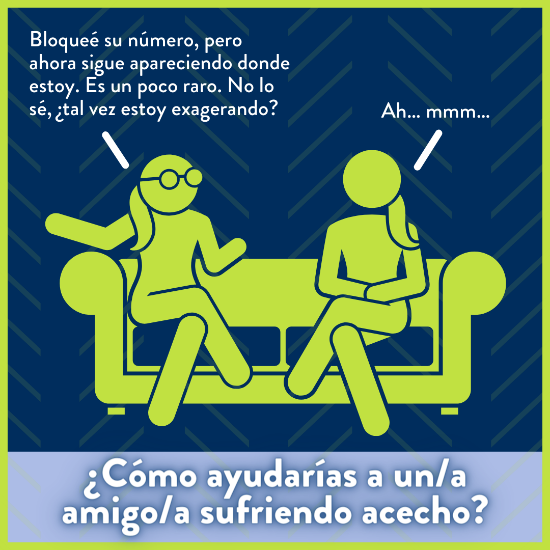 Bloqueé su número, pero
ahora sigue apareciendo donde
estoy. Es un poco raro. No lo
sé, ¿tal vez estoy exagerando?
Ah... mmm...
¿Cómo ayudarías a un/a
amigo/a sufriendo acecho?